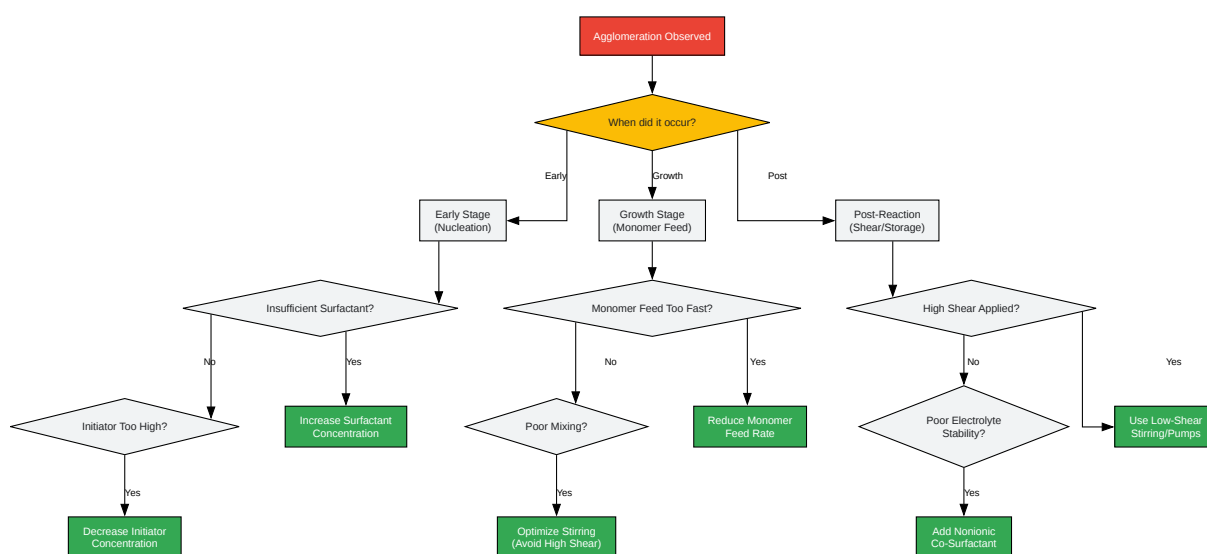 Agglomeration Observed
When did it occur?
Early
Growth
Post
Early Stage
(Nucleation)
Growth Stage
(Monomer Feed)
Post-Reaction
(Shear/Storage)
Insufficient Surfactant?
Monomer Feed Too Fast?
High Shear Applied?
No
Yes
No
Yes
No
Yes
Initiator Too High?
Increase Surfactant
Concentration
Poor Mixing?
Reduce Monomer
Feed Rate
Poor Electrolyte
Stability?
Use Low-Shear
Stirring/Pumps
Yes
Yes
Yes
Decrease Initiator
Concentration
Optimize Stirring
(Avoid High Shear)
Add Nonionic
Co-Surfactant